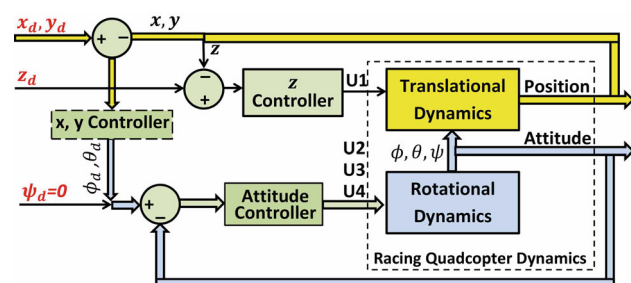 x_d, y_d
x, y
z
z_d
z
Controller
U1
Translational
Dynamics
Position
x, y Controller
ϕ_d, θ_d
U2
U3
U4
ϕ, θ, ψ
Attitude
ψ_d=0
Attitude
Controller
Rotational
Dynamics
Racing Quadcopter Dynamics